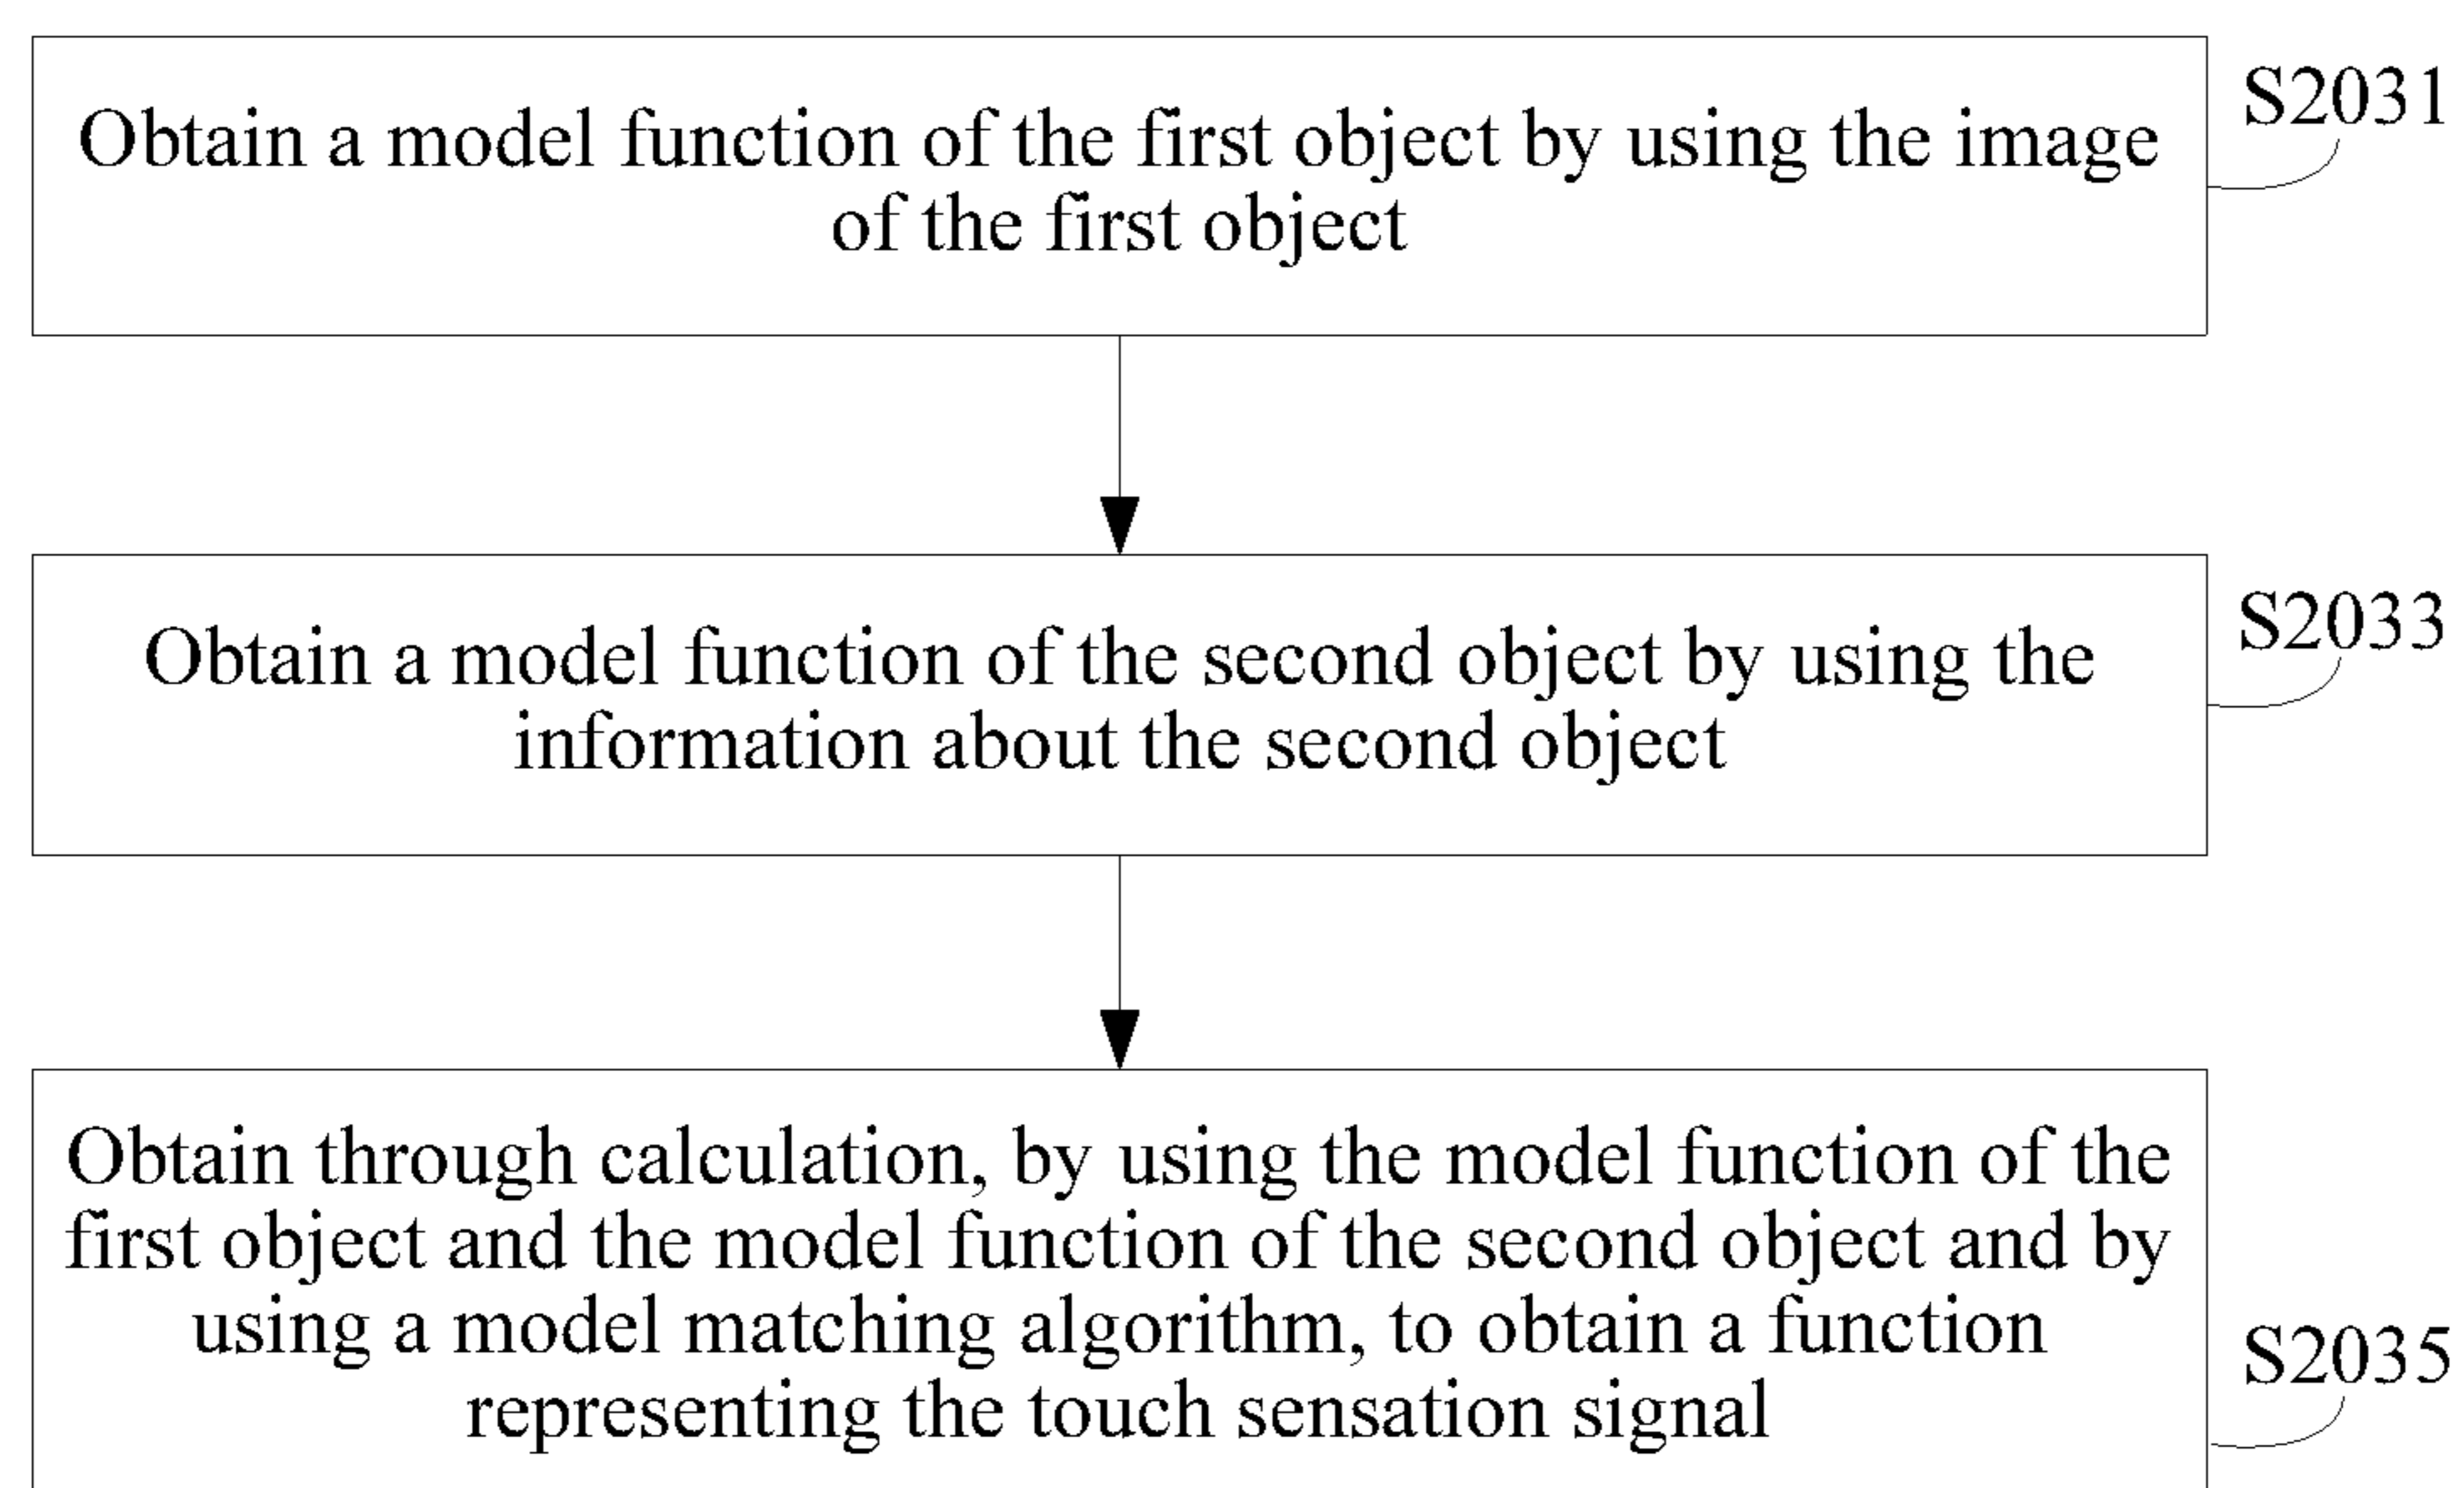 Obtain a model function of the first object by using the image
of the first object
S2031
Obtain a model function of the second object by using the
information about the second object
S2033
Obtain through calculation, by using the model function of the
first object and the model function of the second object and by
using a model matching algorithm, to obtain a function
representing the touch sensation signal
S2035